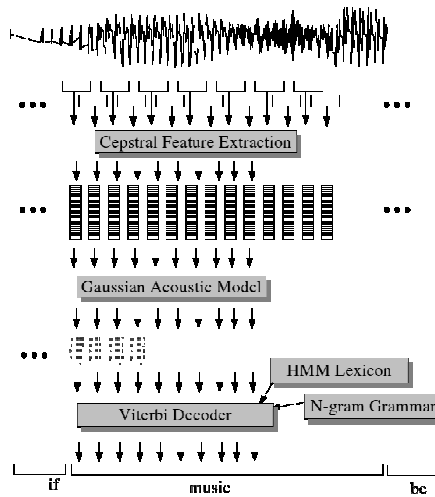 Cepstral Feature Extraction
Gaussian Acoustic Model
HMM Lexicon
N-gram Grammar
Viterbi Decoder
if
music
be